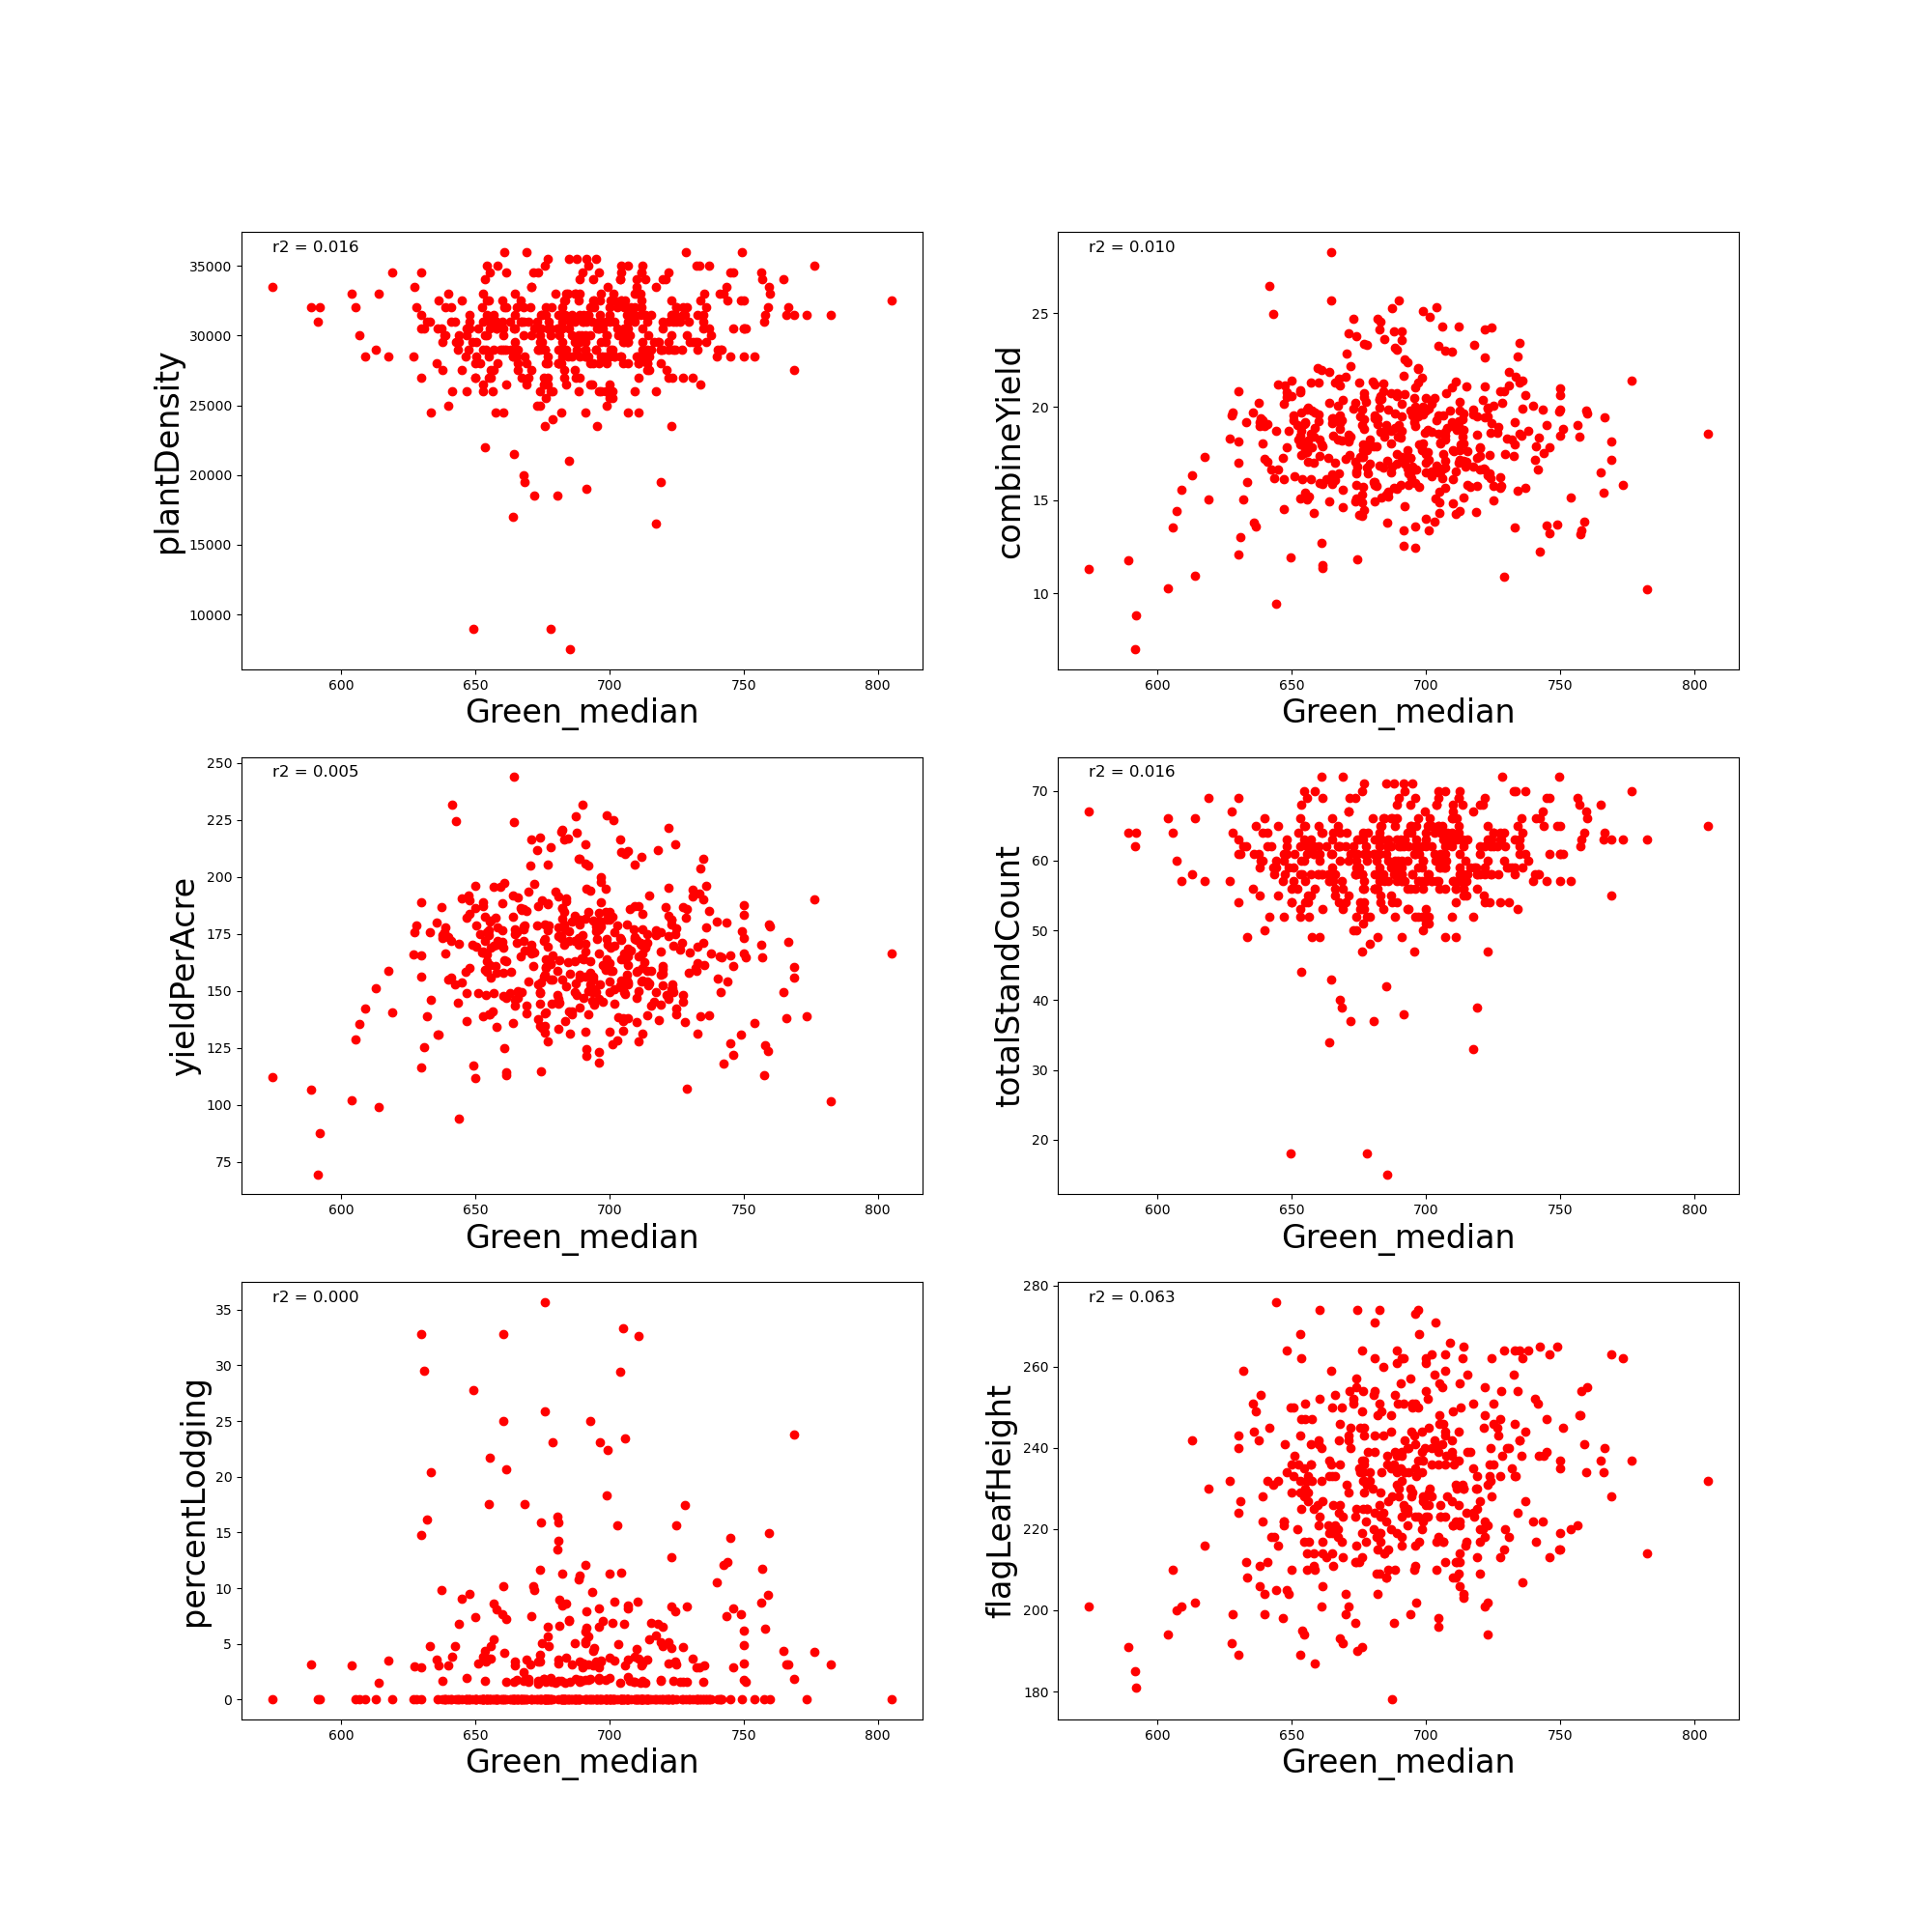 r2 = 0.016
35000
30000
25000
20000
15000
10000
plantDensity
600 650 700 750 800
Green_median
r2 = 0.010
25
20
15
10
combineYield
600 650 700 750 800
Green_median
r2 = 0.005
250
225
200
175
150
125
100
75
yieldPerAcre
600 650 700 750 800
Green_median
r2 = 0.016
70
60
50
40
30
20
totalStandCount
600 650 700 750 800
Green_median
r2 = 0.000
35
30
25
20
15
10
5
0
percentLodging
600 650 700 750 800
Green_median
r2 = 0.063
280
260
240
220
200
180
flagLeafHeight
600 650 700 750 800
Green_median